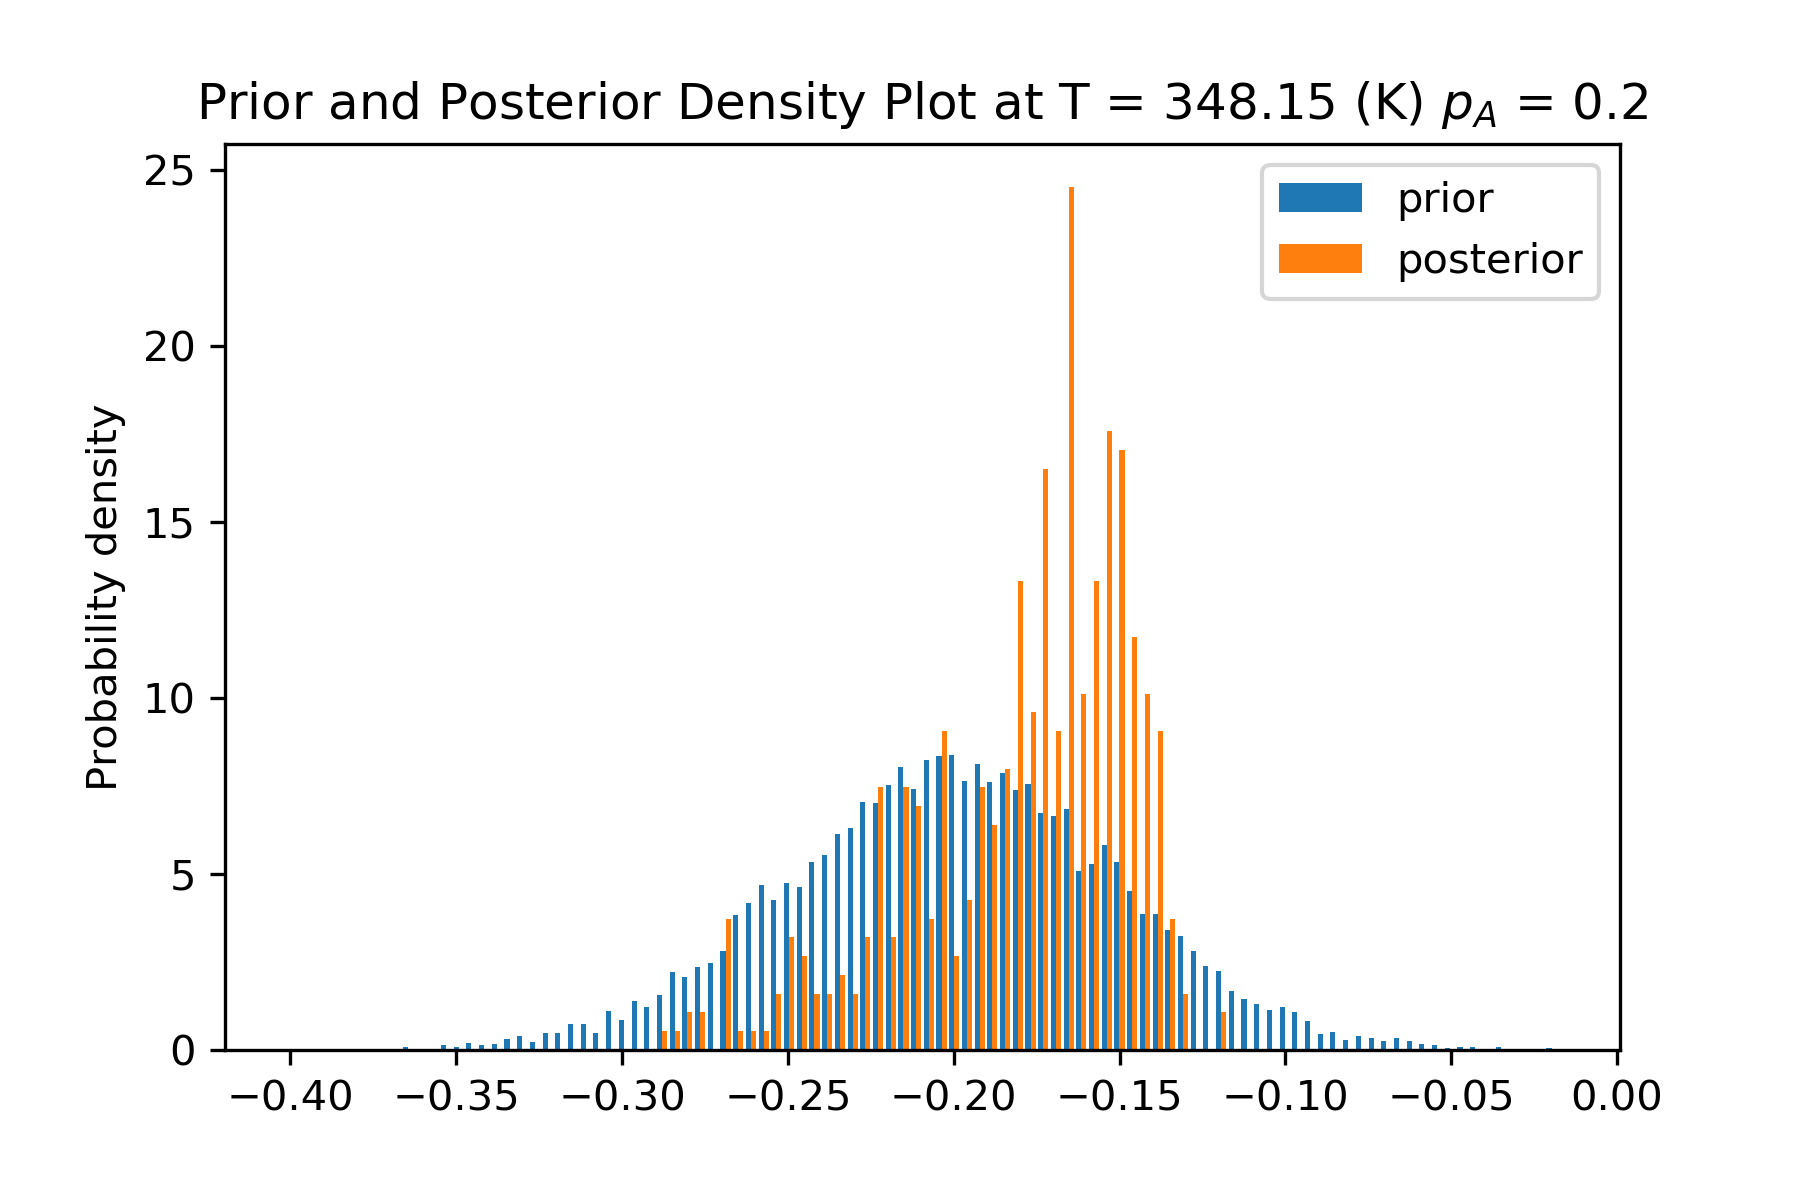 Prior and Posterior Density Plot at T = 348.15 (K) p_A = 0.2
prior
posterior
Probability density
25
20
15
10
5
0
−0.40 −0.35 −0.30 −0.25 −0.20 −0.15 −0.10 −0.05 0.00